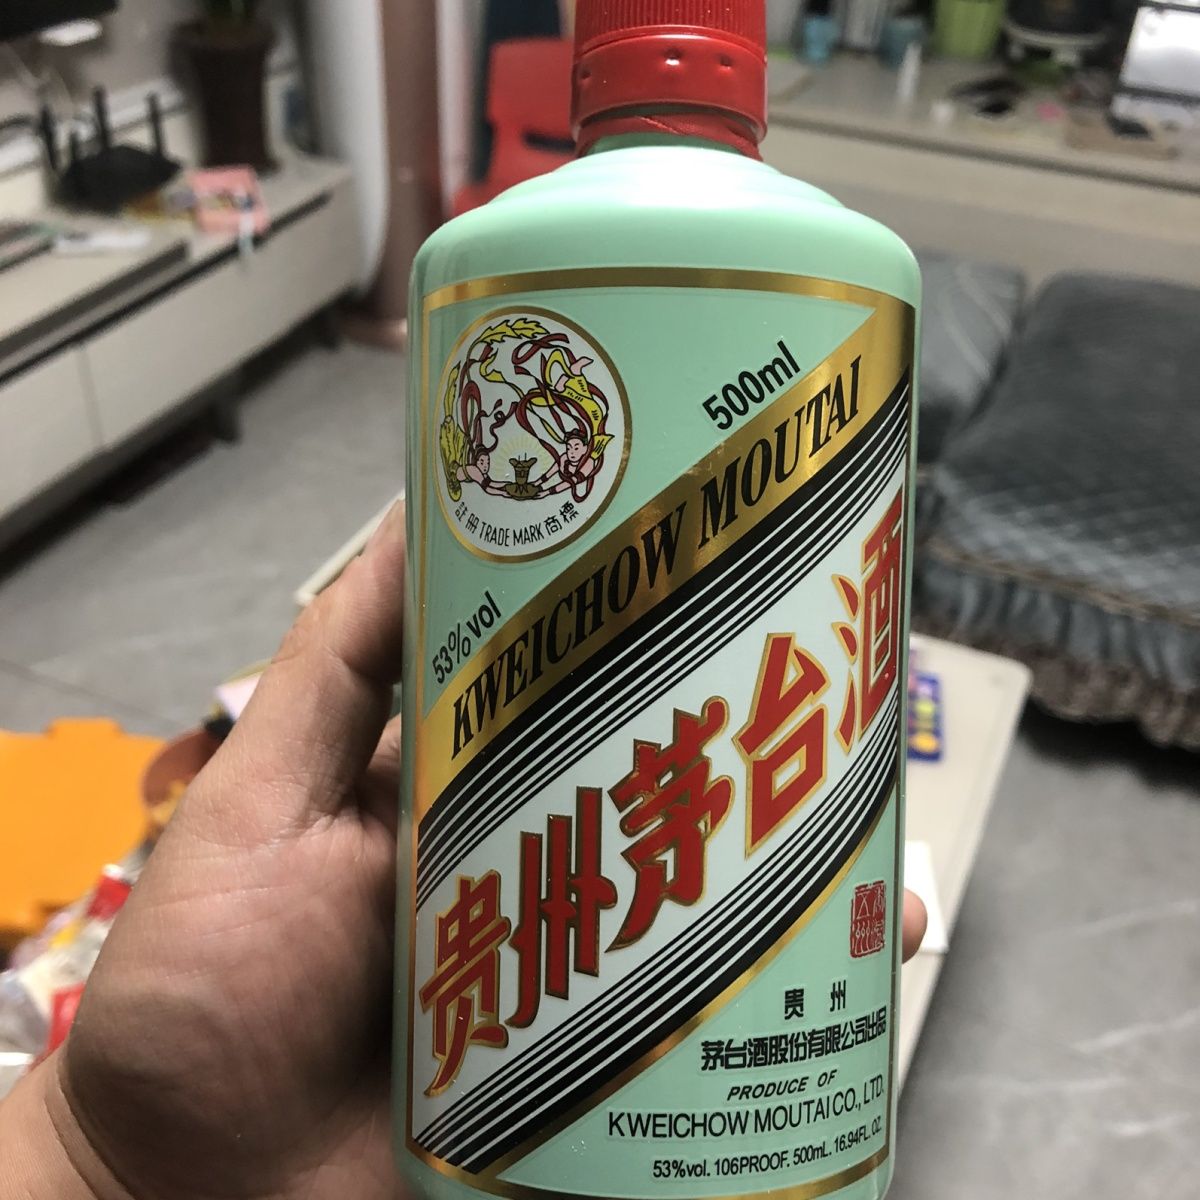 註冊 TRADE MARK 商標
500ml
53%vol
KWEICHOW MOUTAI
贵州茅台酒
贵州
茅台酒股份有限公司出品
PRODUCE OF
KWEICHOW MOUTAI CO., LTD.
53%vol. 106PROOF. 500mL. 16.94FL. OZ.